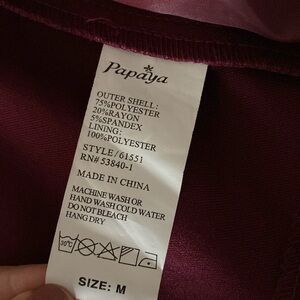 Papaya
OUTER SHELL:
75%POLYESTER
20%RAYON
5%SPANDEX
LINING:
100%POLYESTER
STYLE/61551
RN# 53840-1
MADE IN CHINA
MACHINE WASH OR
HAND WASH COLD WATER
DO NOT BLEACH
HANG DRY
30°C
SIZE: M